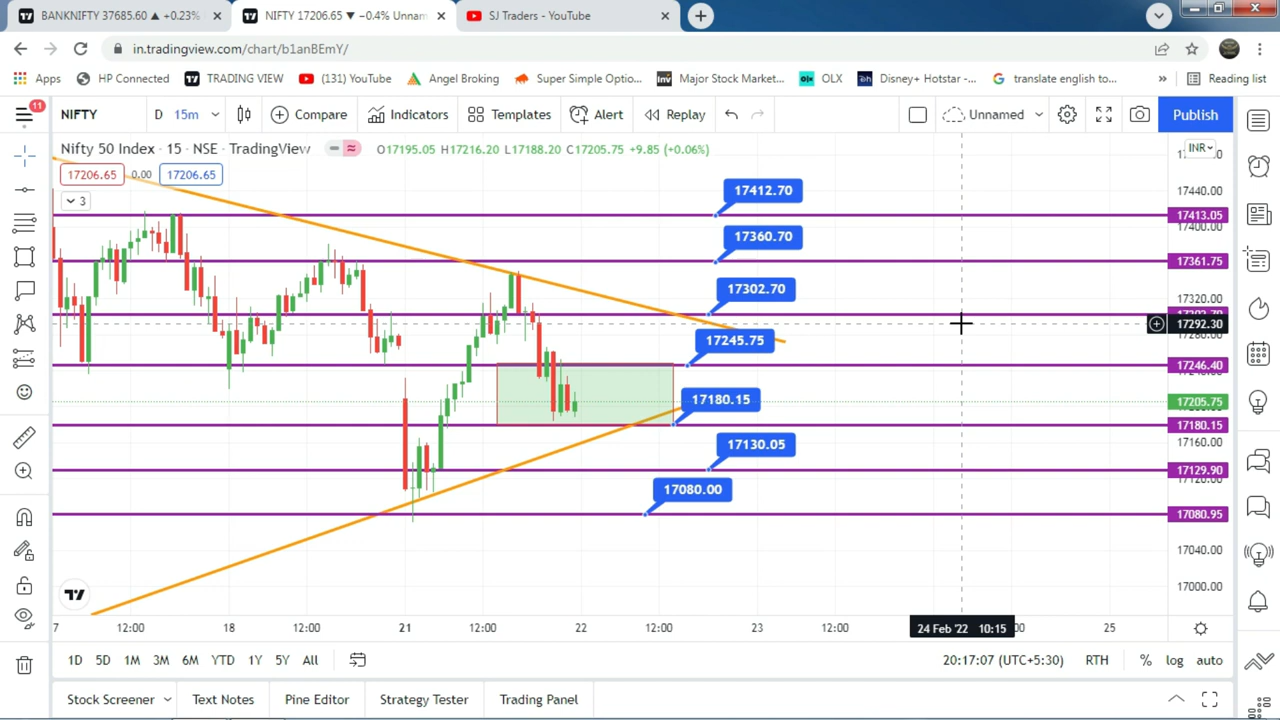 BANKNIFTY 37685.60 ▲ +0.23%
NIFTY 17206.65 ▼ −0.4% Unnam
SJ Traders - YouTube
in.tradingview.com/chart/b1anBEmY/
Apps
HP Connected
TRADING VIEW
(131) YouTube
Angel Broking
Super Simple Optio...
Major Stock Market...
OLX
Disney+ Hotstar -...
translate english to...
»
Reading list
11
NIFTY
D
15m
Compare
Indicators
Templates
Alert
Replay
Unnamed
Publish
Nifty 50 Index · 15 · NSE · TradingView
O17195.05 H17216.20 L17188.20 C17205.75 +9.85 (+0.06%)
INR
17206.65
0.00
17206.65
3
17412.70
17360.70
17302.70
17245.75
17180.15
17130.05
17080.00
17440.00
17413.05
17400.00
17361.75
17320.00
17292.30
17246.40
17205.75
17180.15
17160.00
17129.90
17120.00
17080.95
17040.00
17000.00
7
12:00
18
12:00
21
12:00
22
12:00
23
12:00
24 Feb '22 10:15
25
1D
5D
1M
3M
6M
YTD
1Y
5Y
All
20:17:07 (UTC+5:30)
RTH
%
log
auto
Stock Screener
Text Notes
Pine Editor
Strategy Tester
Trading Panel